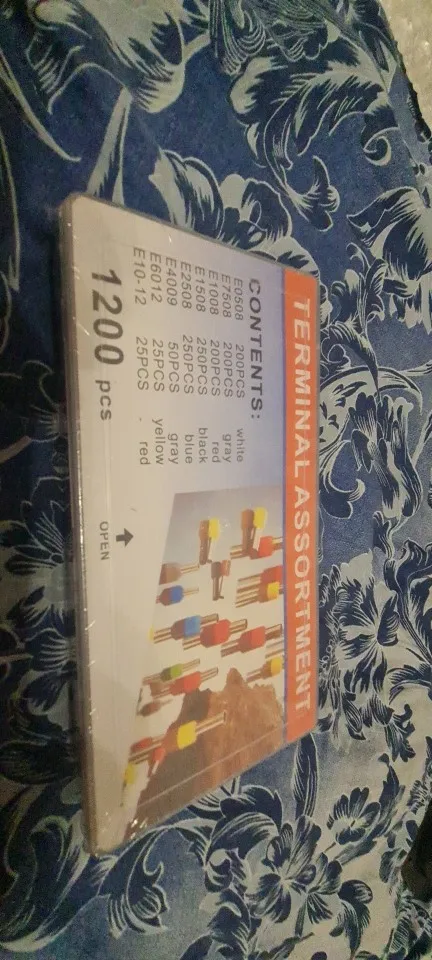 TERMINAL ASSORTMENT
CONTENTS:
E0508 200PCS white
E7508 200PCS gray
E1008 200PCS red
E1508 250PCS black
E2508 250PCS blue
E4009 50PCS gray
E6012 25PCS yellow
E10-12 25PCS red
1200 pcs
OPEN